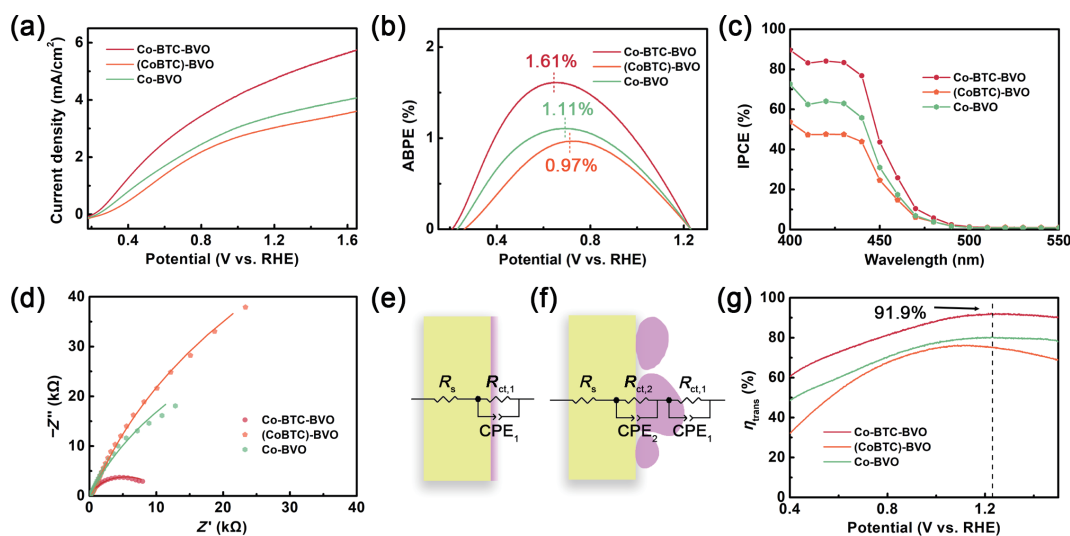 (a)
Co-BTC-BVO
(CoBTC)-BVO
Co-BVO
Current density (mA/cm²)
6
4
2
0
0.4 0.8 1.2 1.6
Potential (V vs. RHE)
(b)
Co-BTC-BVO
(CoBTC)-BVO
Co-BVO
1.61%
1.11%
0.97%
ABPE (%)
2
1
0
0.4 0.8 1.2
Potential (V vs. RHE)
(c)
Co-BTC-BVO
(CoBTC)-BVO
Co-BVO
IPCE (%)
100
80
60
40
20
0
400 450 500 550
Wavelength (nm)
(d)
-Z'' (kΩ)
40
30
20
10
0
Co-BTC-BVO
(CoBTC)-BVO
Co-BVO
0 10 20 30 40
Z' (kΩ)
(e)
Rs
Rct,1
CPE1
(f)
Rs
Rct,2
Rct,1
CPE2
CPE1
(g)
91.9%
ηtrans (%)
100
80
60
40
20
0
Co-BTC-BVO
(CoBTC)-BVO
Co-BVO
0.4 0.8 1.2
Potential (V vs. RHE)